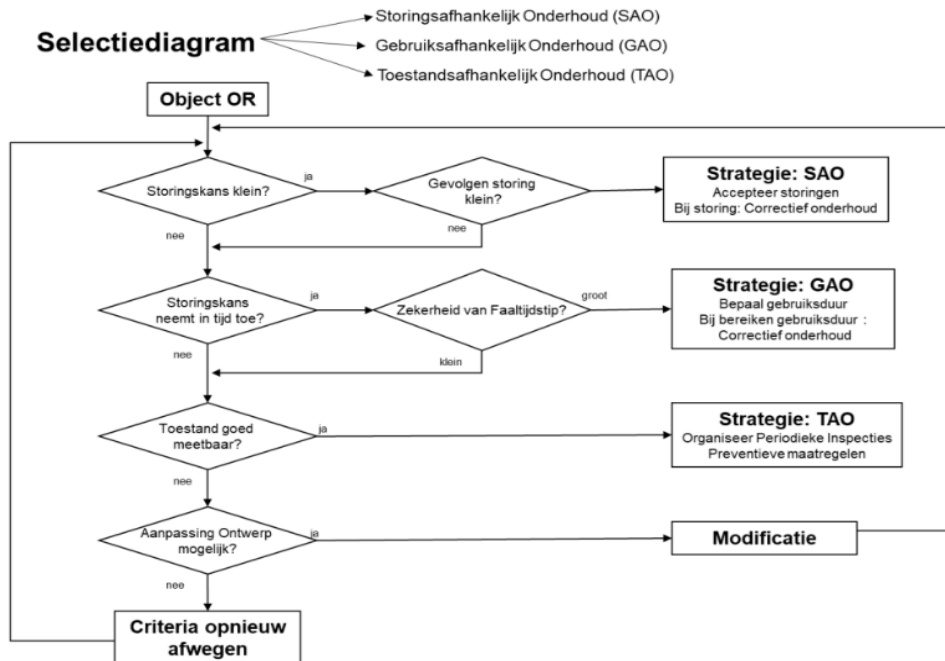 Selectiediagram
Storingsafhankelijk Onderhoud (SAO)
Gebruiksafhankelijk Onderhoud (GAO)
Toestandsafhankelijk Onderhoud (TAO)
Object OR
Storingskans klein?
ja
nee
Gevolgen storing
klein?
nee
Strategie: SAO
Accepteer storingen
Bij storing: Correctief onderhoud
Storingskans
neemt in tijd toe?
ja
nee
Zekerheid van Faaltijdstip?
groot
klein
Strategie: GAO
Bepaal gebruiksduur
Bij bereiken gebruiksduur :
Correctief onderhoud
Toestand goed
meetbaar?
ja
nee
Strategie: TAO
Organiseer Periodieke Inspecties
Preventieve maatregelen
Aanpassing Ontwerp
mogelijk?
ja
nee
Modificatie
Criteria opnieuw
afwegen